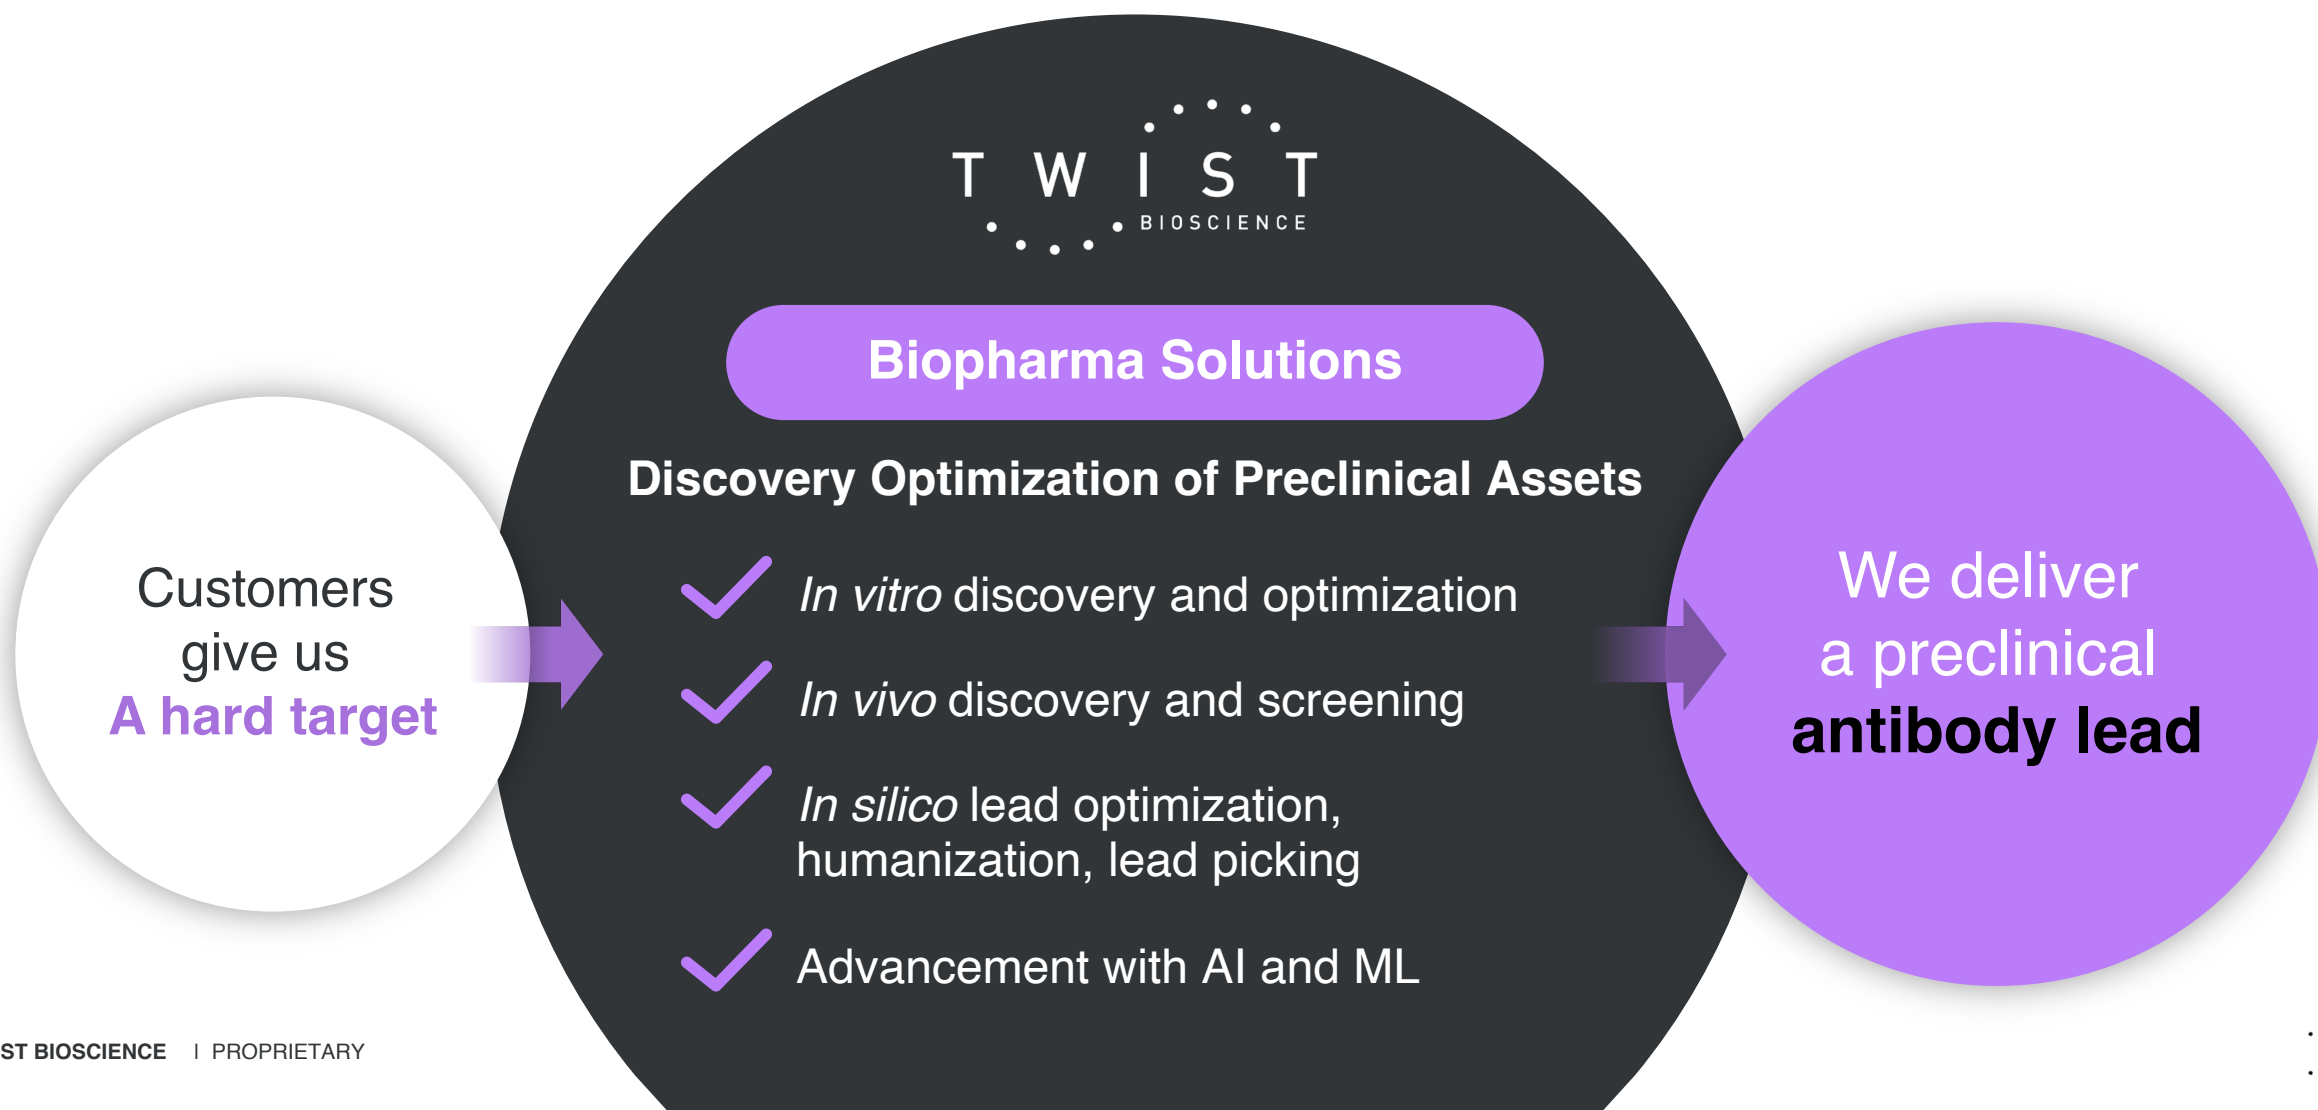 TWIST
BIOSCIENCE
Biopharma Solutions
Discovery Optimization of Preclinical Assets
Customers
give us
A hard target
In vitro discovery and optimization
In vivo discovery and screening
In silico lead optimization,
humanization, lead picking
Advancement with AI and ML
We deliver
a preclinical
antibody lead
ST BIOSCIENCE | PROPRIETARY